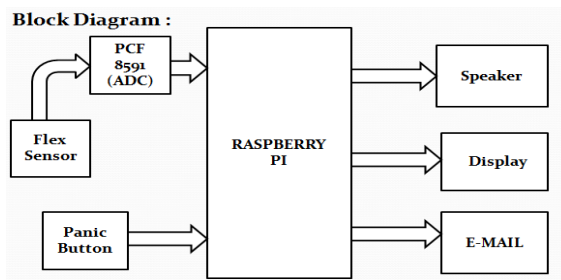 Block Diagram :
PCF
8591
(ADC)
Flex
Sensor
Panic
Button
RASPBERRY
PI
Speaker
Display
E-MAIL